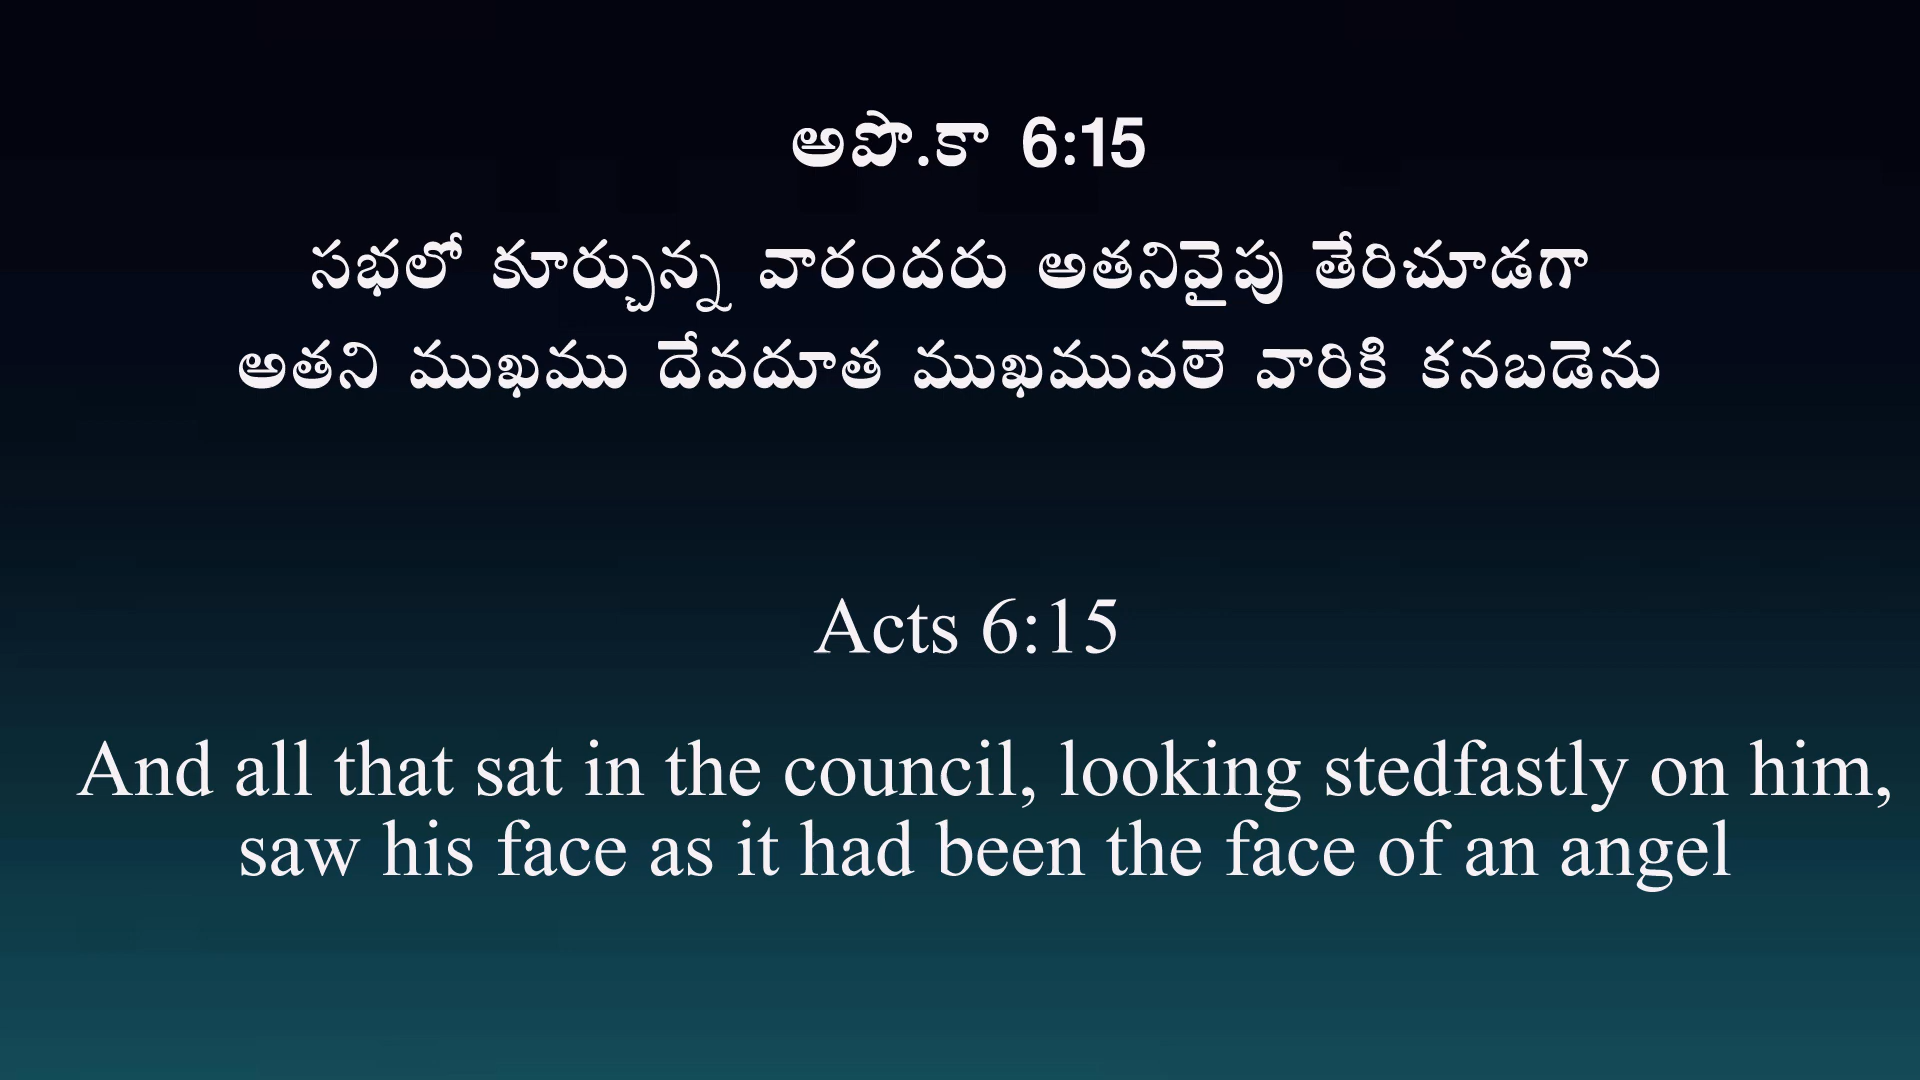 అపొ.కా 6:15
సభలో కూర్చున్న వారందరు అతనివైపు తేరిచూడగా
అతని ముఖము దేవదూత ముఖమువలె వారికి కనబడెను
Acts 6:15
And all that sat in the council, looking stedfastly on him,
saw his face as it had been the face of an angel